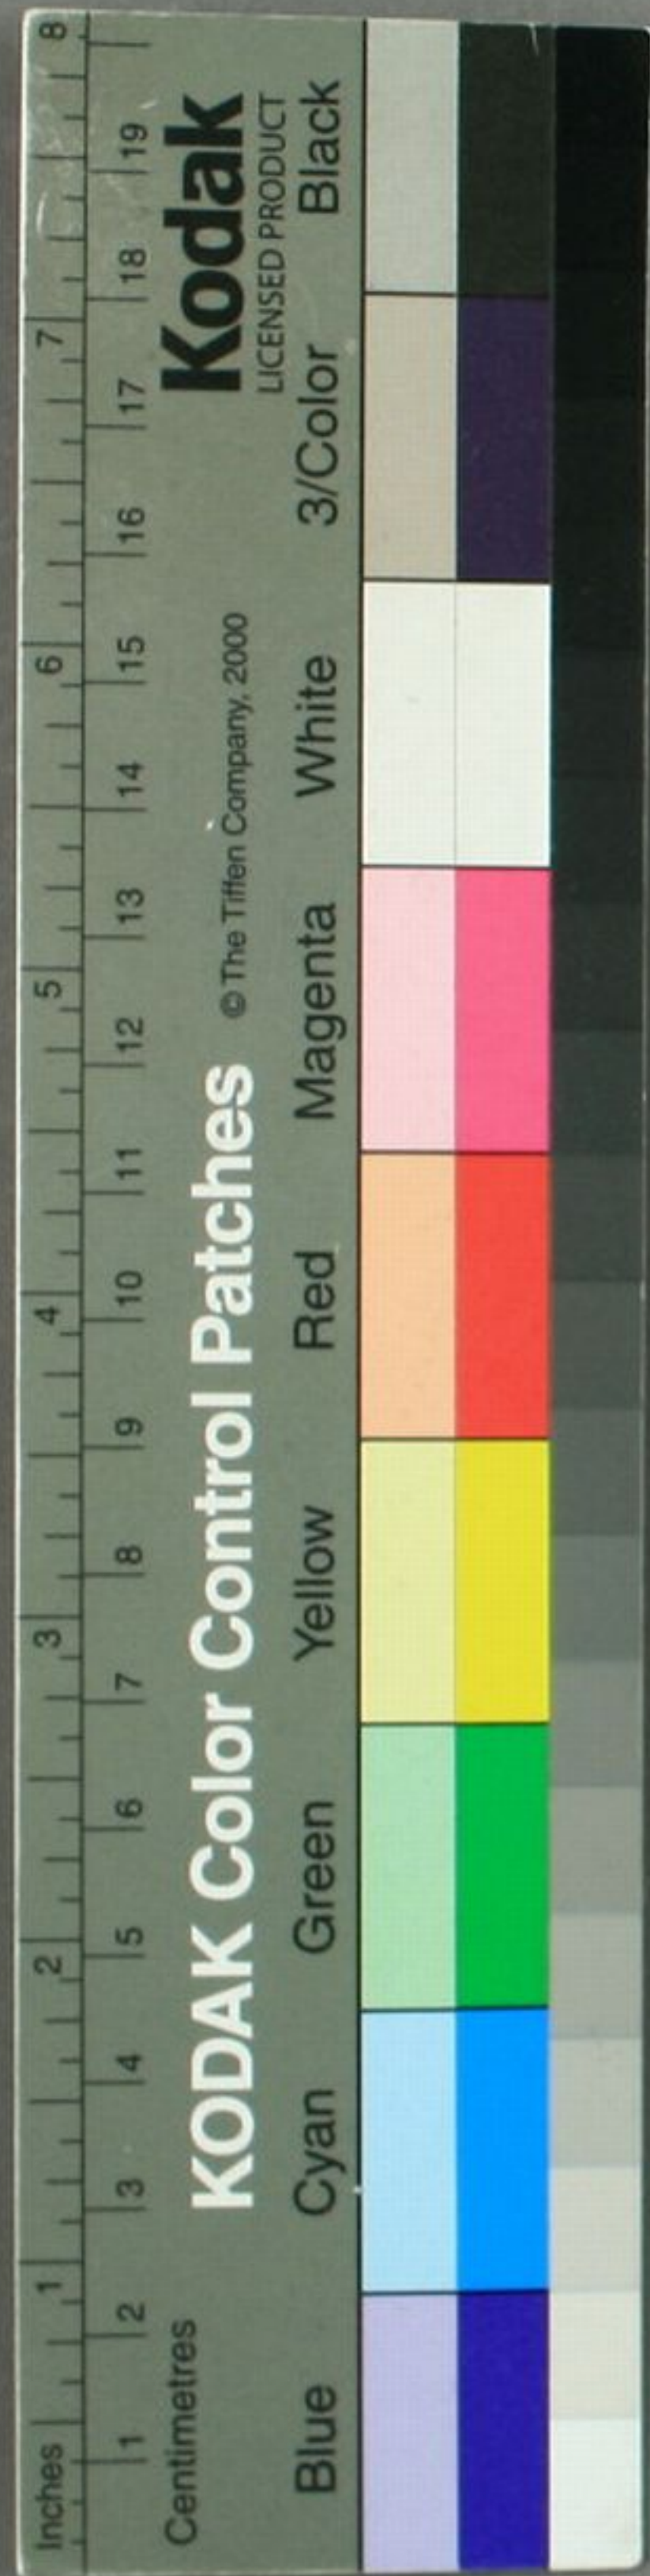 Inches 1 2 3 4 5 6 7 8
Centimetres 1 2 3 4 5 6 7 8 9 10 11 12 13 14 15 16 17 18 19
KODAK Color Control Patches © The Tiffen Company, 2000 Kodak
LICENSED PRODUCT
Blue Cyan Green Yellow Red Magenta White 3/Color Black